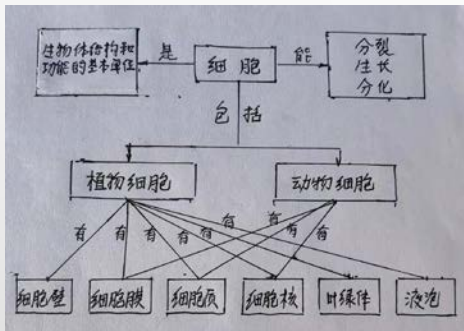 生物体结构和
功能的基本单位
是
细胞
能
分裂
生长
分化
包括
植物细胞
动物细胞
有 有 有 有 有 有 有 有 有
细胞壁
细胞膜
细胞质
细胞核
叶绿体
液泡